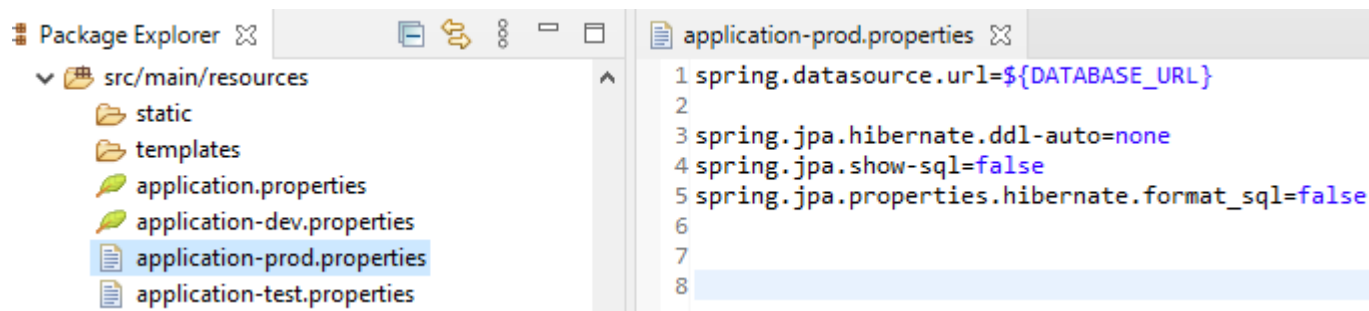 Package Explorer
src/main/resources
static
templates
application.properties
application-dev.properties
application-prod.properties
application-test.properties
application-prod.properties
1 spring.datasource.url=${DATABASE_URL}
2
3 spring.jpa.hibernate.ddl-auto=none
4 spring.jpa.show-sql=false
5 spring.jpa.properties.hibernate.format_sql=false
6
7
8